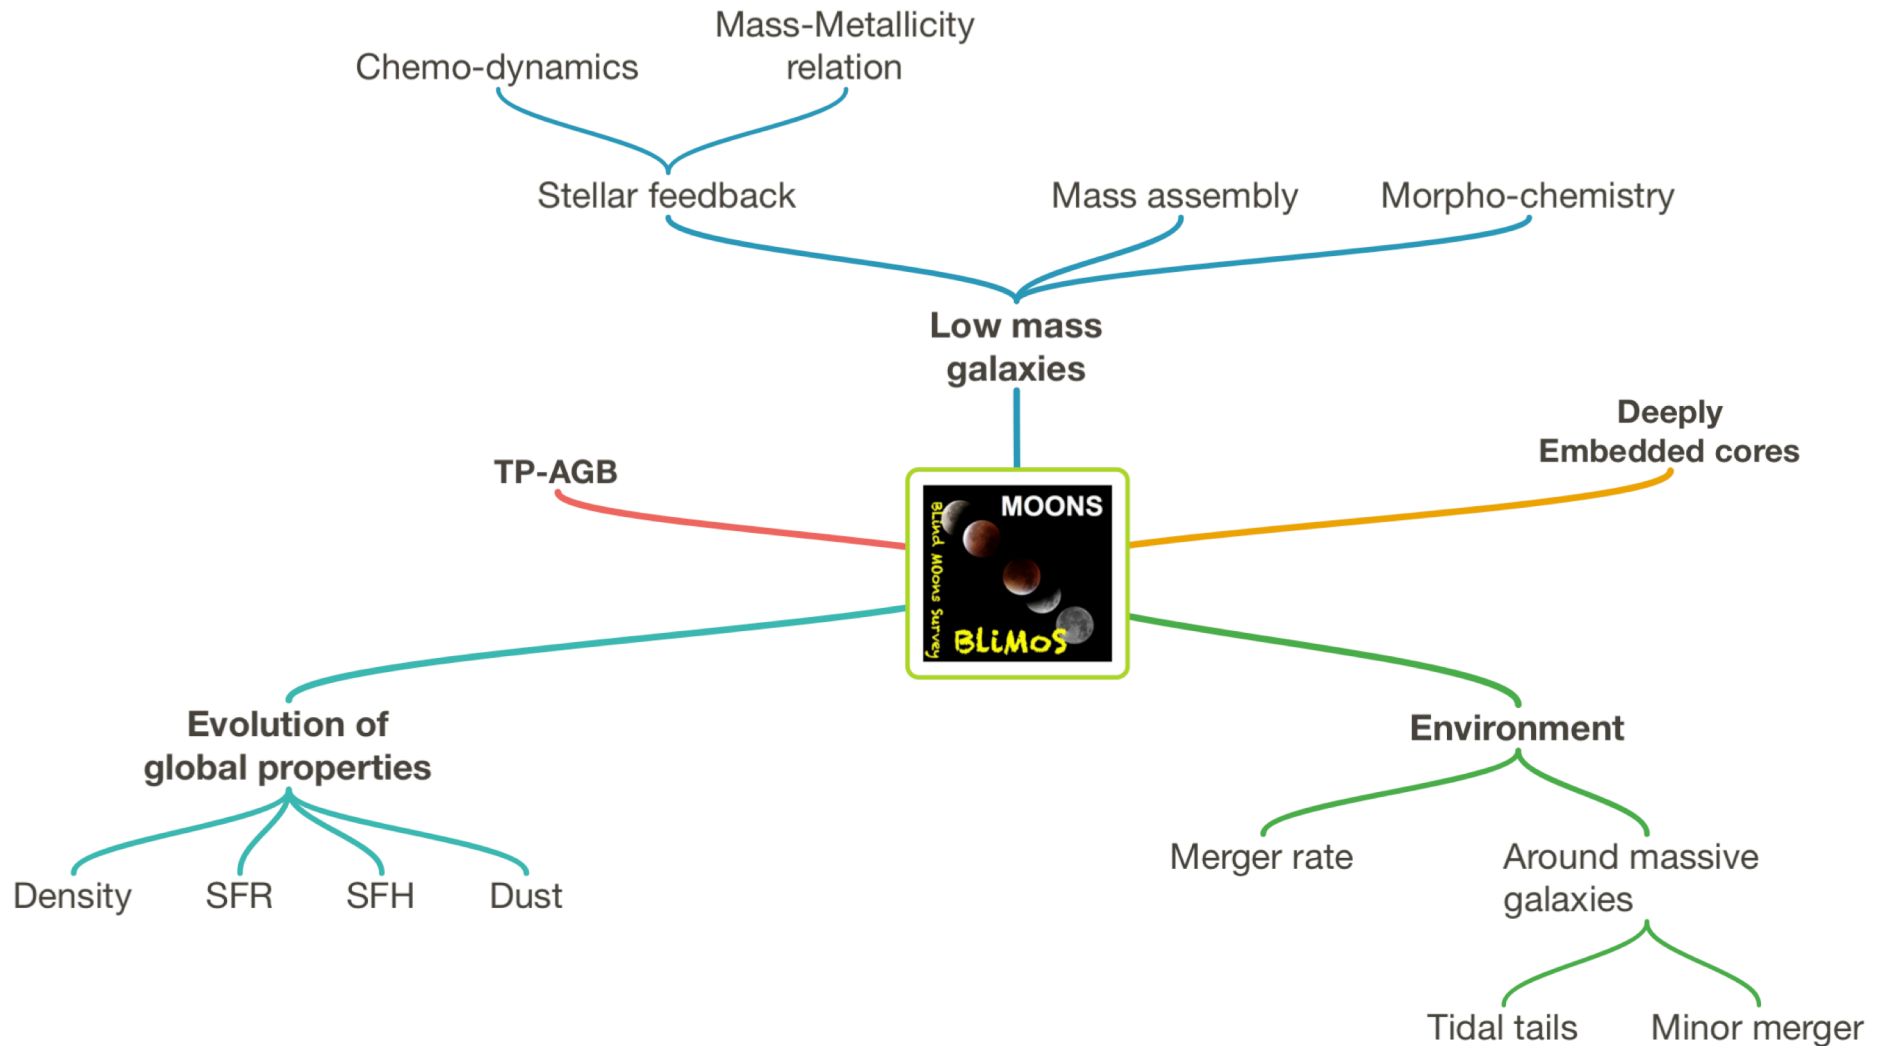 Mass-Metallicity
relation
Chemo-dynamics
Stellar feedback
Mass assembly
Morpho-chemistry
Low mass
galaxies
Deeply
Embedded cores
TP-AGB
MOONS
BLind MOons Survey
BLiMoS
Evolution of
global properties
Environment
Density
SFR
SFH
Dust
Merger rate
Around massive
galaxies
Tidal tails
Minor merger